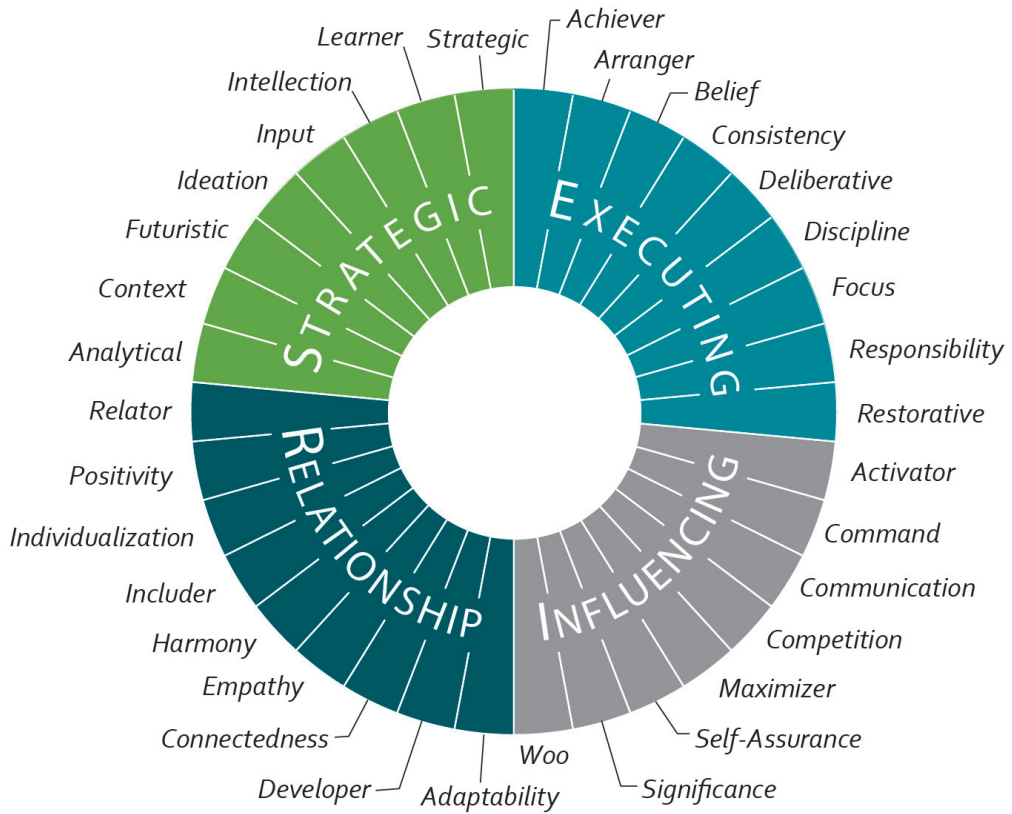 Achiever
Arranger
Belief
Consistency
Deliberative
Discipline
Focus
Responsibility
Restorative
Activator
Command
Communication
Competition
Maximizer
Self-Assurance
Significance
Woo
Adaptability
Developer
Connectedness
Empathy
Harmony
Includer
Individualization
Positivity
Relator
Analytical
Context
Futuristic
Ideation
Input
Intellection
Learner
Strategic
EXECUTING
INFLUENCING
RELATIONSHIP
STRATEGIC